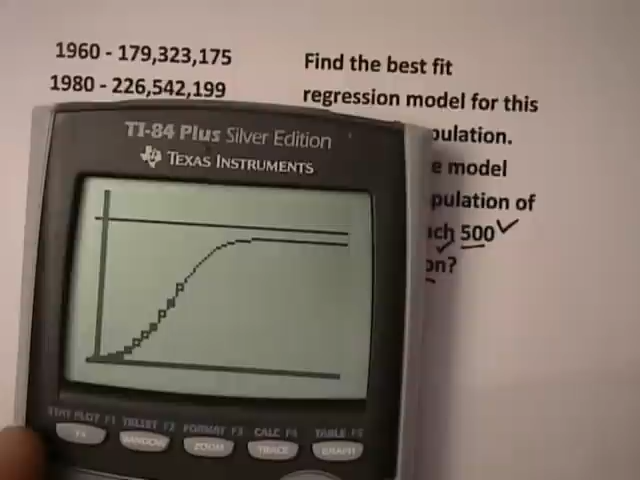 1960 - 179,323,175
1980 - 226,542,199
Find the best fit
regression model for this
pulation.
e model
pulation of
ch 500
on?
TI-84 Plus Silver Edition
TEXAS INSTRUMENTS
STAT PLOT F1 TBLSET F2 FORMAT F3 CALC F4 TABLE F5
Y= WINDOW ZOOM TRACE GRAPH